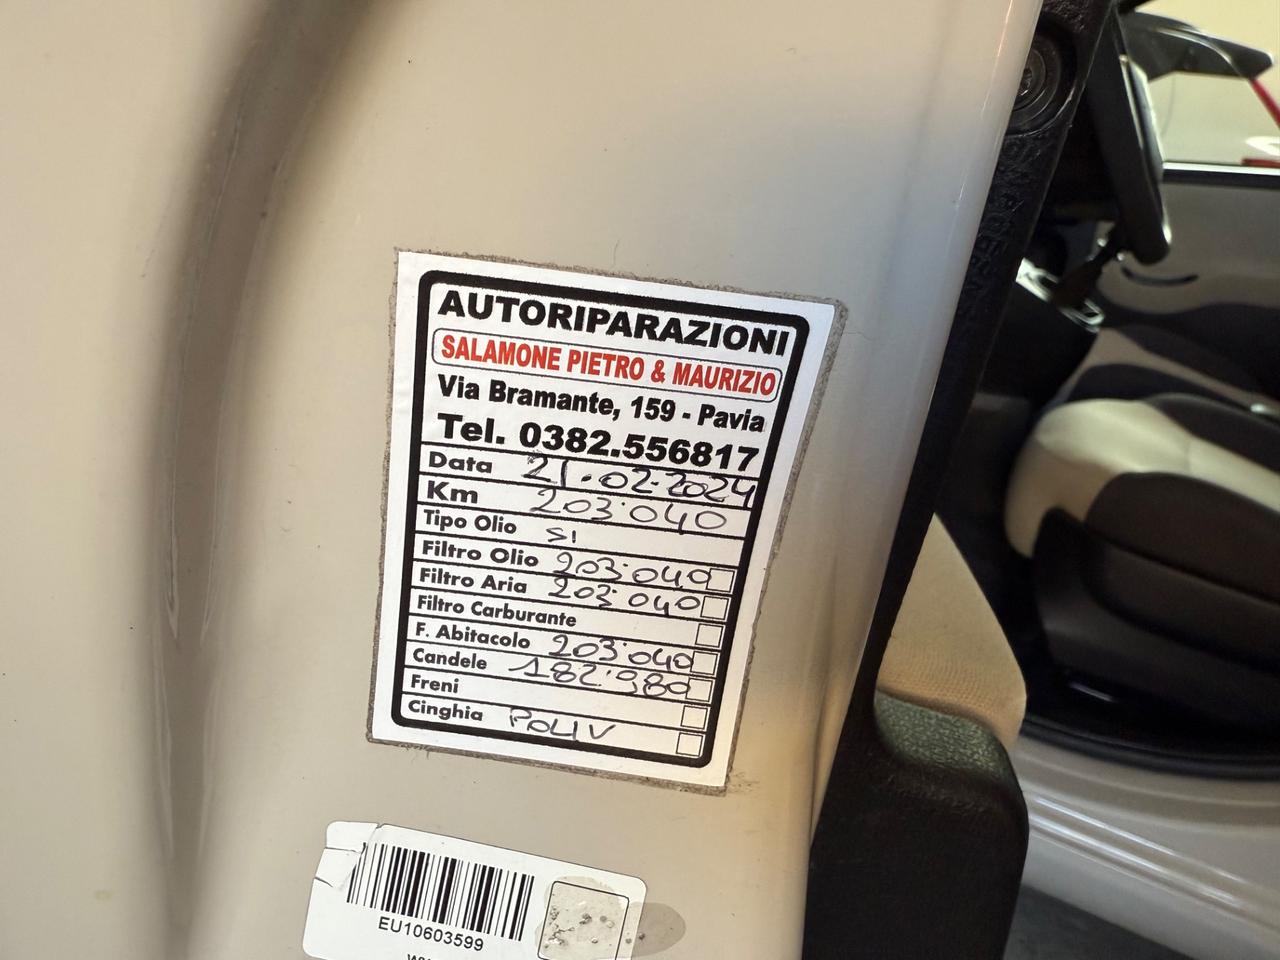 AUTORIPARAZIONI
SALAMONE PIETRO & MAURIZIO
Via Bramante, 159 - Pavia
Tel. 0382.556817
Data 21.02.2024
Km 203.040
Tipo Olio SI
Filtro Olio 203.040
Filtro Aria 203.040
Filtro Carburante
F. Abitacolo 203.040
Candele 182.980
Freni
Cinghia POLIV
EU10603599